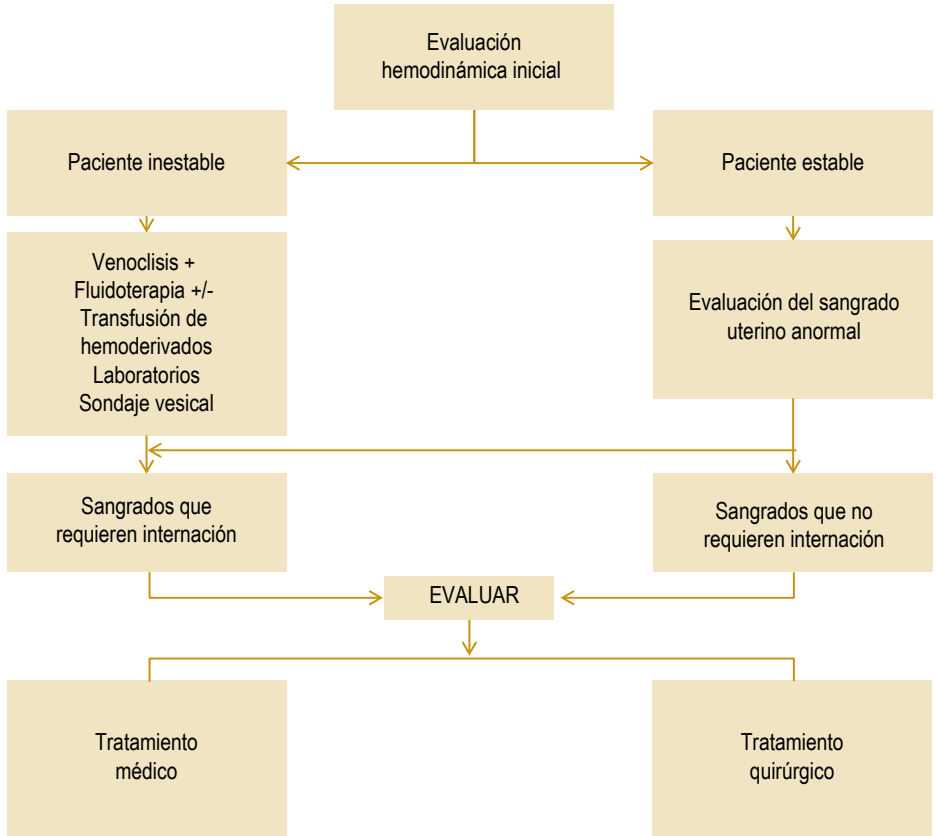 Evaluación
hemodinámica inicial
Paciente inestable
Paciente estable
Venoclisis +
Fluidoterapia +/-
Transfusión de
hemoderivados
Laboratorios
Sondaje vesical
Evaluación del sangrado
uterino anormal
Sangrados que
requieren internación
Sangrados que no
requieren internación
EVALUAR
Tratamiento
médico
Tratamiento
quirúrgico